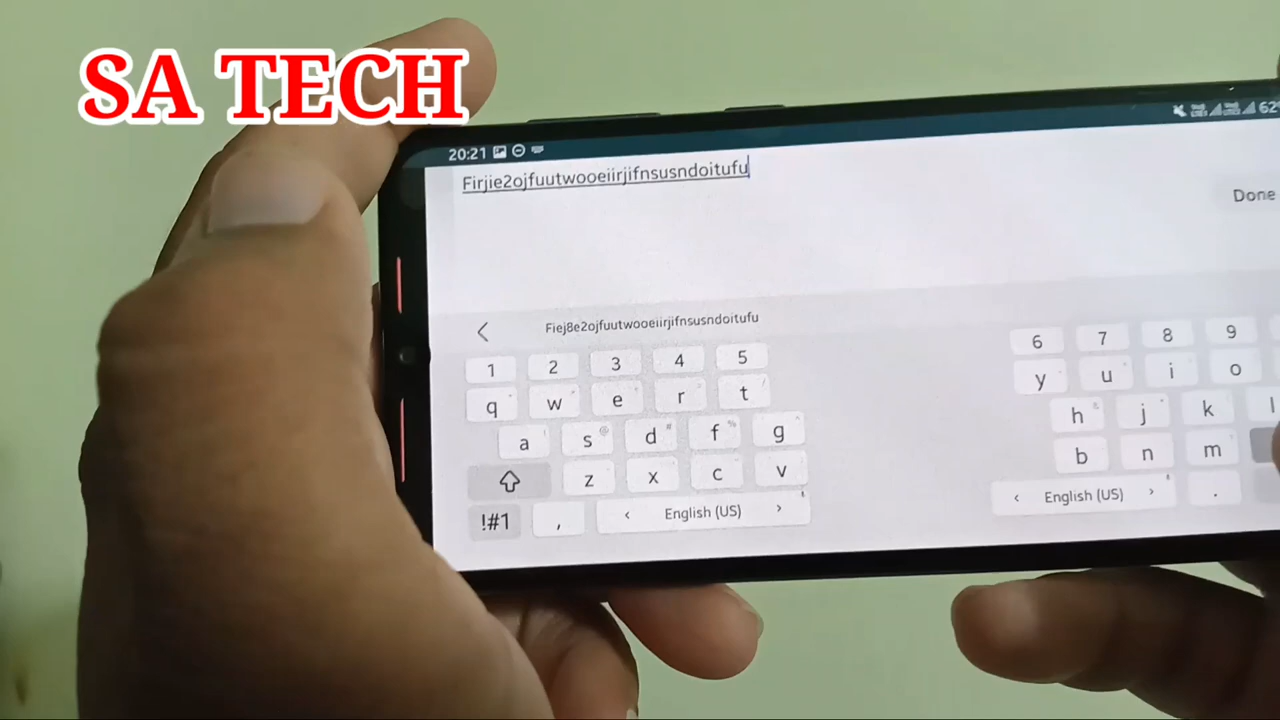 SA TECH
20:21 62
Firjie2ojfuutwooeiirjifnsusndoitufu
Done
Fiej8e2ojfuutwooeiirjifnsusndoitufu
1 2 3 4 5 6 7 8 9
q w e r t y u i o
a s d f g h j k l
z x c v b n m
!#1 , < English (US) > < English (US) > .